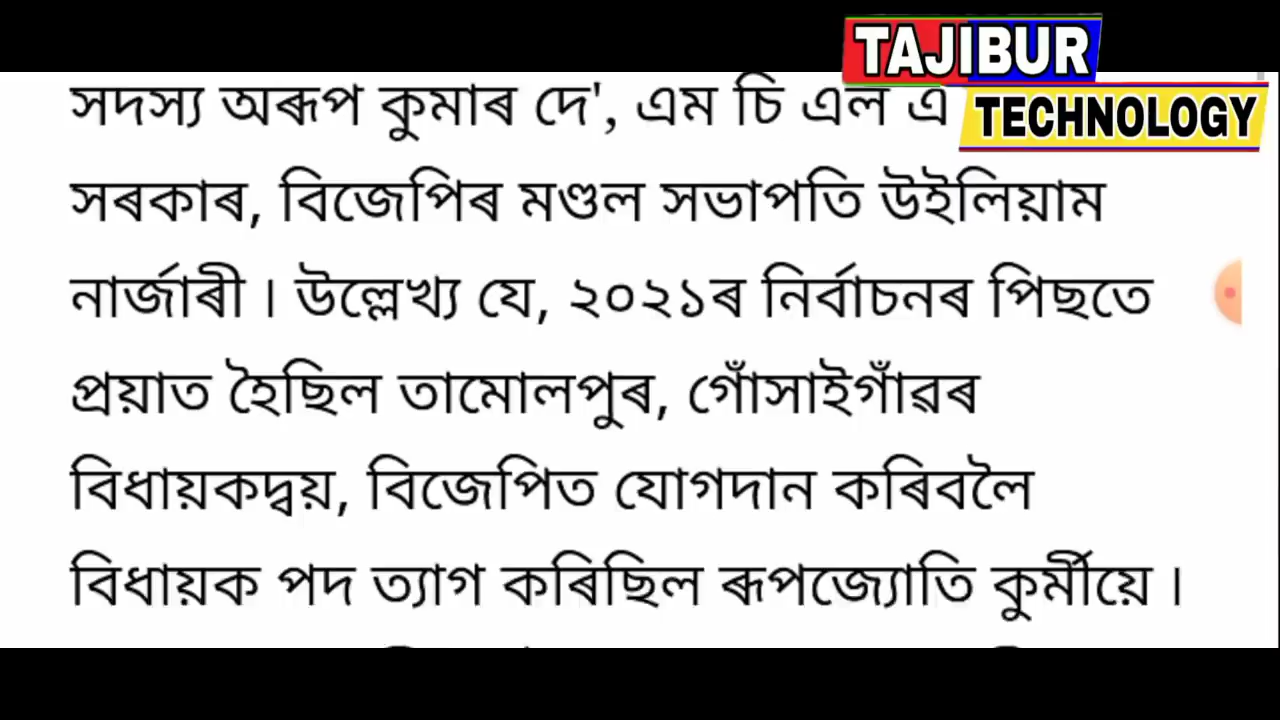 TAJIBUR
TECHNOLOGY
সদস্য অৰূপ কুমাৰ দে', এম চি এল এ
সৰকাৰ, বিজেপিৰ মণ্ডল সভাপতি উইলিয়াম
নাৰ্জাৰী । উল্লেখ্য যে, ২০২১ৰ নিৰ্বাচনৰ পিছতে
প্ৰয়াত হৈছিল তামোলপুৰ, গোঁসাইগাঁৱৰ
বিধায়কদ্বয়, বিজেপিত যোগদান কৰিবলৈ
বিধায়ক পদ ত্যাগ কৰিছিল ৰূপজ্যোতি কুৰ্মীয়ে ।